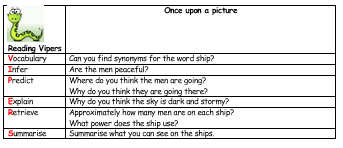 Once upon a picture
Reading Vipers
Vocabulary Can you find synonyms for the word ship?
Infer Are the men peaceful?
Predict Where do you think the men are going?
Why do you think they are going there?
Explain Why do you think the sky is dark and stormy?
Retrieve Approximately how many men are on each ship?
What power does the ship use?
Summarise Summarise what you can see on the ships.